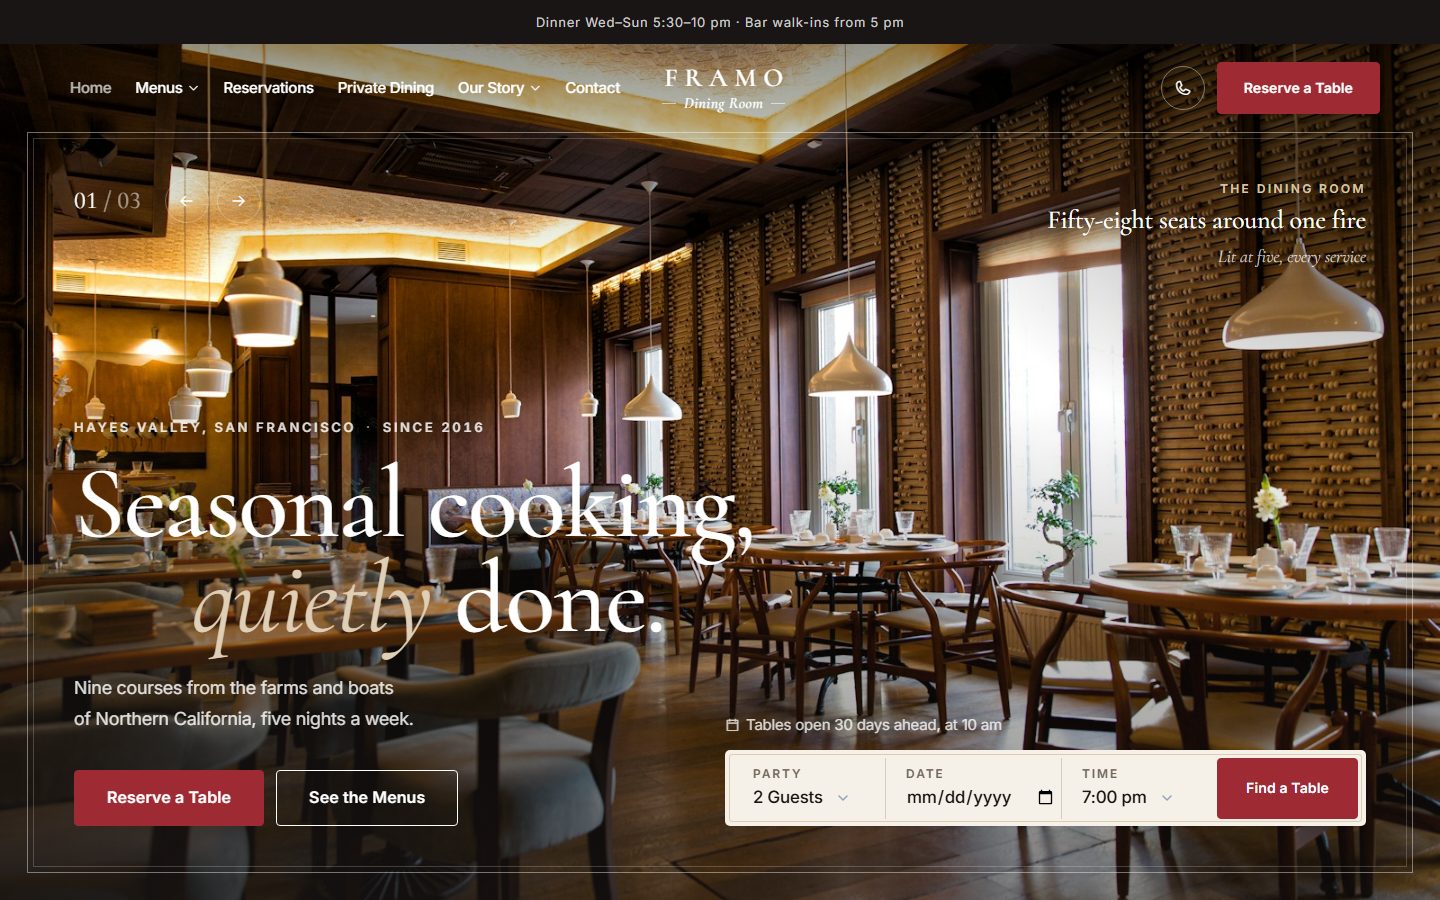 Dinner Wed–Sun 5:30–10 pm · Bar walk-ins from 5 pm
Home Menus Reservations Private Dining Our Story Contact
FRAMO
Dining Room
Reserve a Table
01 / 03
THE DINING ROOM
Fifty-eight seats around one fire
Lit at five, every service
HAYES VALLEY, SAN FRANCISCO · SINCE 2016
Seasonal cooking,
quietly done.
Nine courses from the farms and boats
of Northern California, five nights a week.
Reserve a Table
See the Menus
Tables open 30 days ahead, at 10 am
PARTY
2 Guests
DATE
mm/dd/yyyy
TIME
7:00 pm
Find a Table